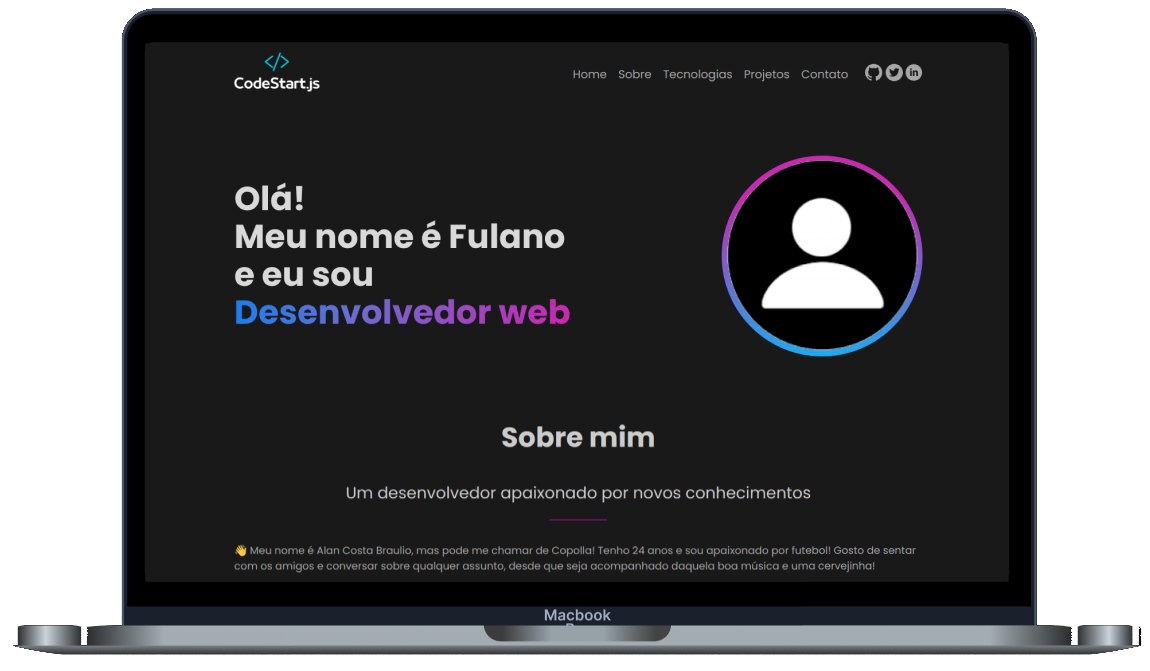 </>
CodeStart.js
Home Sobre Tecnologias Projetos Contato
in
Olá!
Meu nome é Fulano
e eu sou
Desenvolvedor web
Sobre mim
Um desenvolvedor apaixonado por novos conhecimentos
👋 Meu nome é Alan Costa Braulio, mas pode me chamar de Copolla! Tenho 24 anos e sou apaixonado por futebol! Gosto de sentar
com os amigos e conversar sobre qualquer assunto, desde que seja acompanhado daquela boa música e uma cervejinha!
Macbook